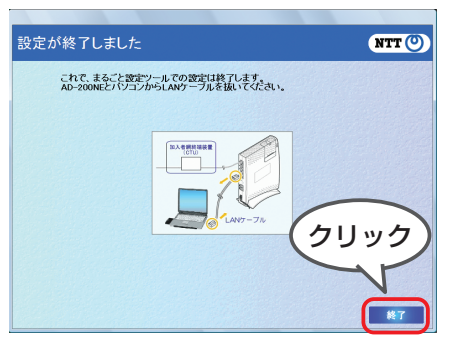 設定が終了しました
NTT
これで、まるごと設定ツールでの設定は終了します。
AD-200NEとパソコンからLANケーブルを抜いてください。
加入者網終端装置
(CTU)
LANケーブル
クリック
終了